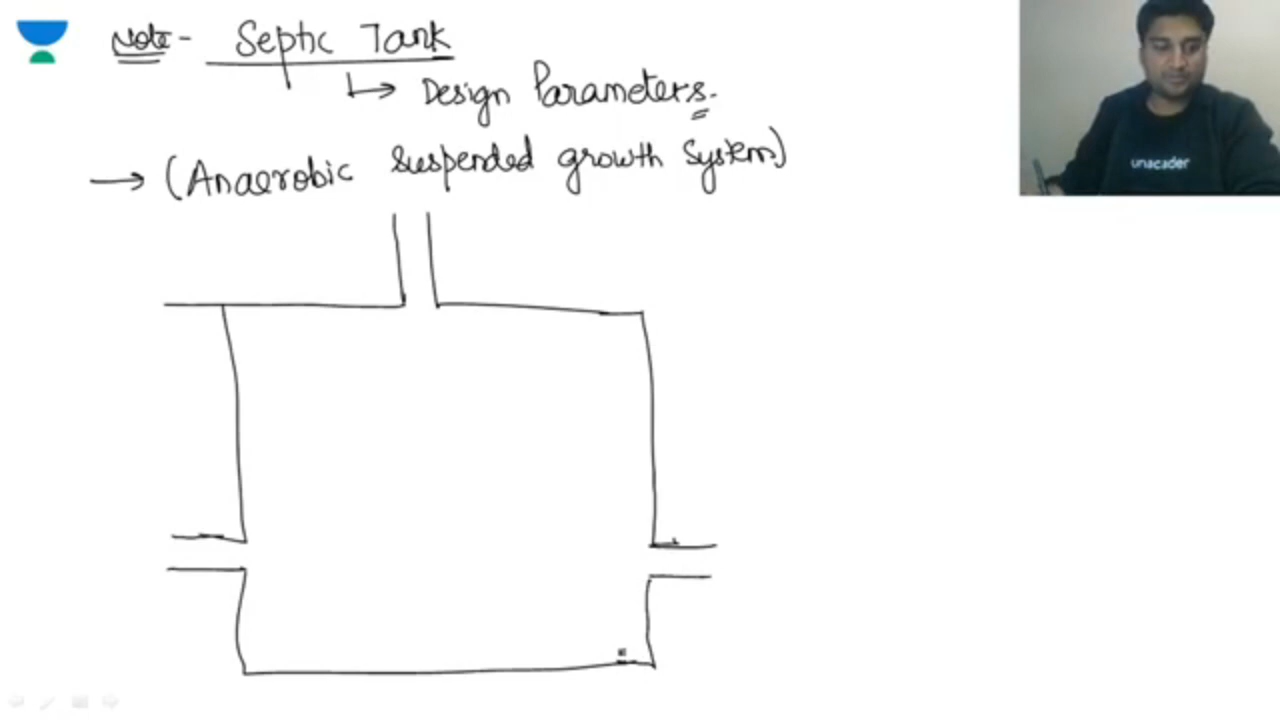 Note - Septic Tank
↳ Design Parameters.
→ (Anaerobic suspended growth System)
unacader